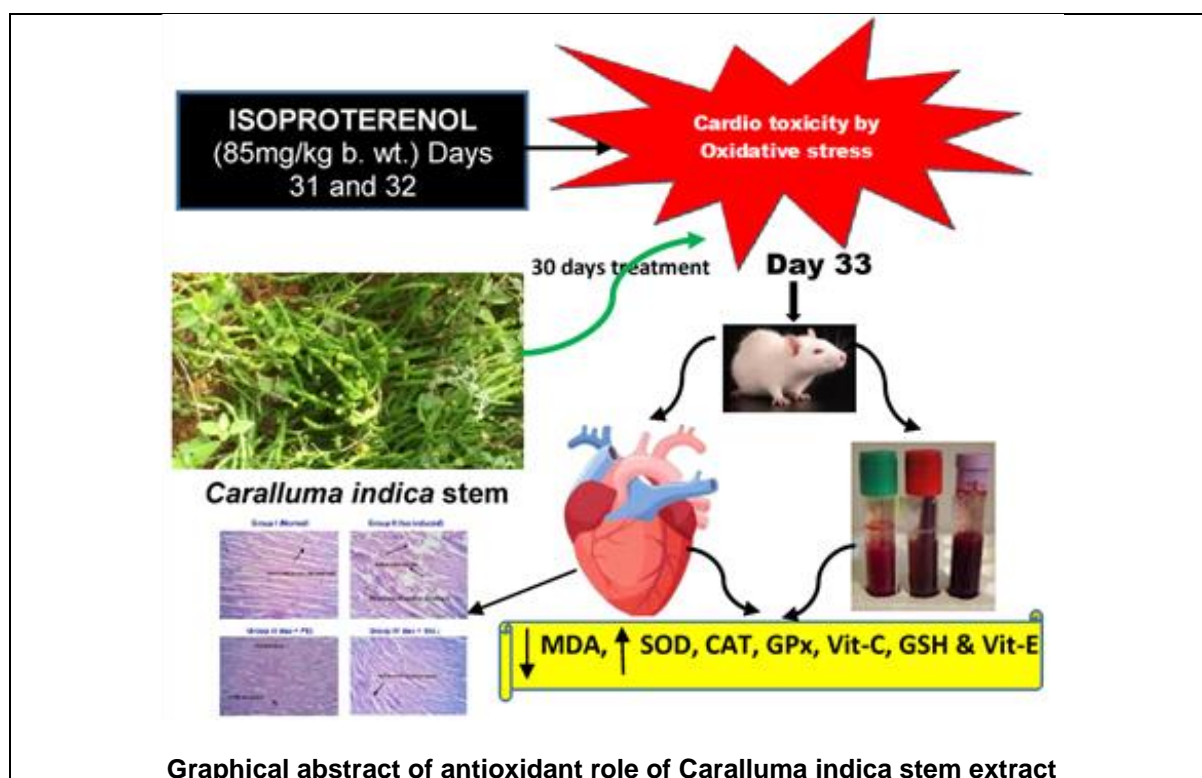 ISOPROTERENOL
(85mg/kg b. wt.) Days
31 and 32
Cardio toxicity by
Oxidative stress
30 days treatment
Day 33
Caralluma indica stem
Group I (Normal)
MDA, SOD, CAT, GPx, Vit-C, GSH & Vit-E
Graphical abstract of antioxidant role of Caralluma indica stem extract